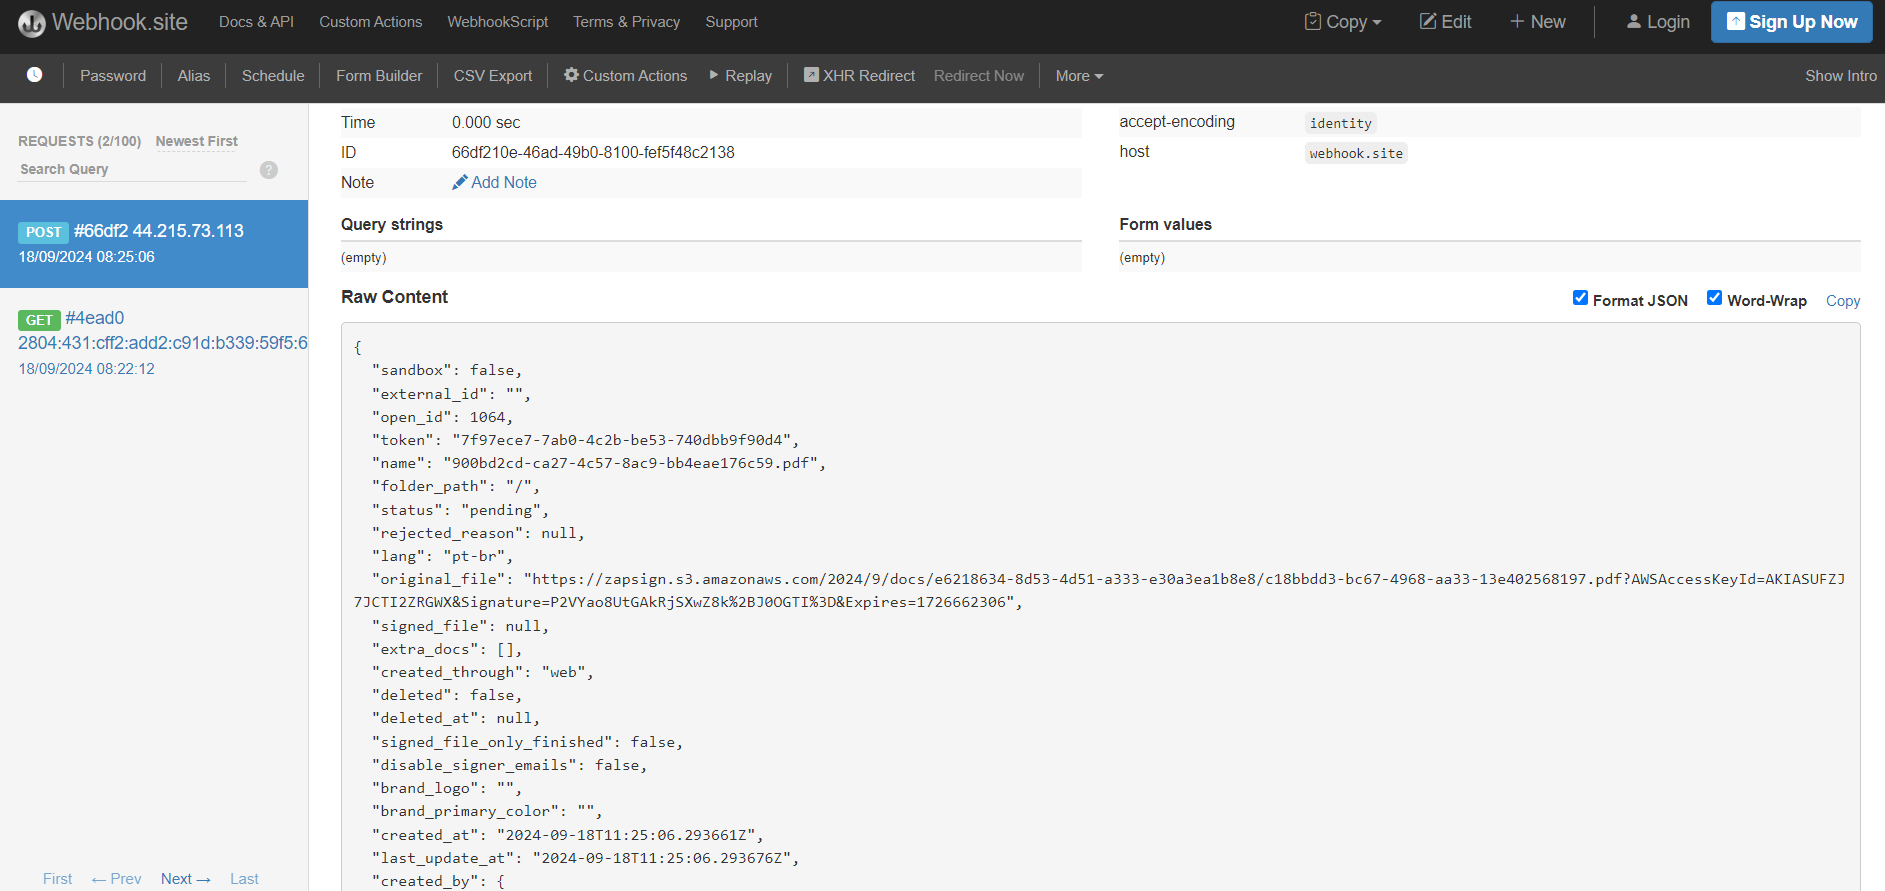 Webhook.site Docs & API Custom Actions WebhookScript Terms & Privacy Support Copy Edit New Login Sign Up Now
Password Alias Schedule Form Builder CSV Export Custom Actions Replay XHR Redirect Redirect Now More Show Intro
REQUESTS (2/100) Newest First
Search Query ?
POST #66df2 44.215.73.113
18/09/2024 08:25:06
GET #4ead0
2804:431:cff2:add2:c91d:b339:59f5:6
18/09/2024 08:22:12
First ← Prev Next → Last
Time 0.000 sec
ID 66df210e-46ad-49b0-8100-fef5f48c2138
Note Add Note
accept-encoding identity
host webhook.site
Query strings
(empty)
Form values
(empty)
Raw Content Format JSON Word-Wrap Copy
{
"sandbox": false,
"external_id": "",
"open_id": 1064,
"token": "7f97ece7-7ab0-4c2b-be53-740dbb9f90d4",
"name": "900bd2cd-ca27-4c57-8ac9-bb4eae176c59.pdf",
"folder_path": "/",
"status": "pending",
"rejected_reason": null,
"lang": "pt-br",
"original_file": "https://zapsign.s3.amazonaws.com/2024/9/docs/e6218634-8d53-4d51-a333-e30a3ea1b8e8/c18bbdd3-bc67-4968-aa33-13e402568197.pdf?AWSAccessKeyId=AKIASUFZJ
7JCTI2ZRGWX&Signature=P2VYao8UtGAkRjSXwZ8k%2BJ0OGTI%3D&Expires=1726662306",
"signed_file": null,
"extra_docs": [],
"created_through": "web",
"deleted": false,
"deleted_at": null,
"signed_file_only_finished": false,
"disable_signer_emails": false,
"brand_logo": "",
"brand_primary_color": "",
"created_at": "2024-09-18T11:25:06.293661Z",
"last_update_at": "2024-09-18T11:25:06.293676Z",
"created_by": {